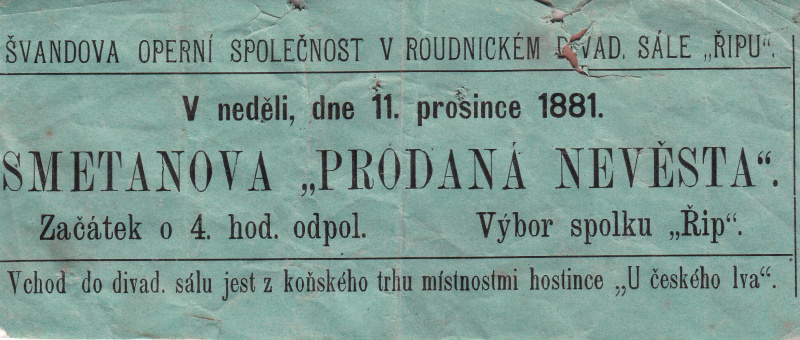 ŠVANDOVA OPERNÍ SPOLEČNOST V ROUDNICKÉM DIVAD. SÁLE „ŘIPU“.
V neděli, dne 11. prosince 1881.
SMETANOVA „PRODANÁ NEVĚSTA“.
Začátek o 4. hod. odpol. Výbor spolku „Řip“.
Vchod do divad. sálu jest z koňského trhu místnostmi hostince „U českého lva“.